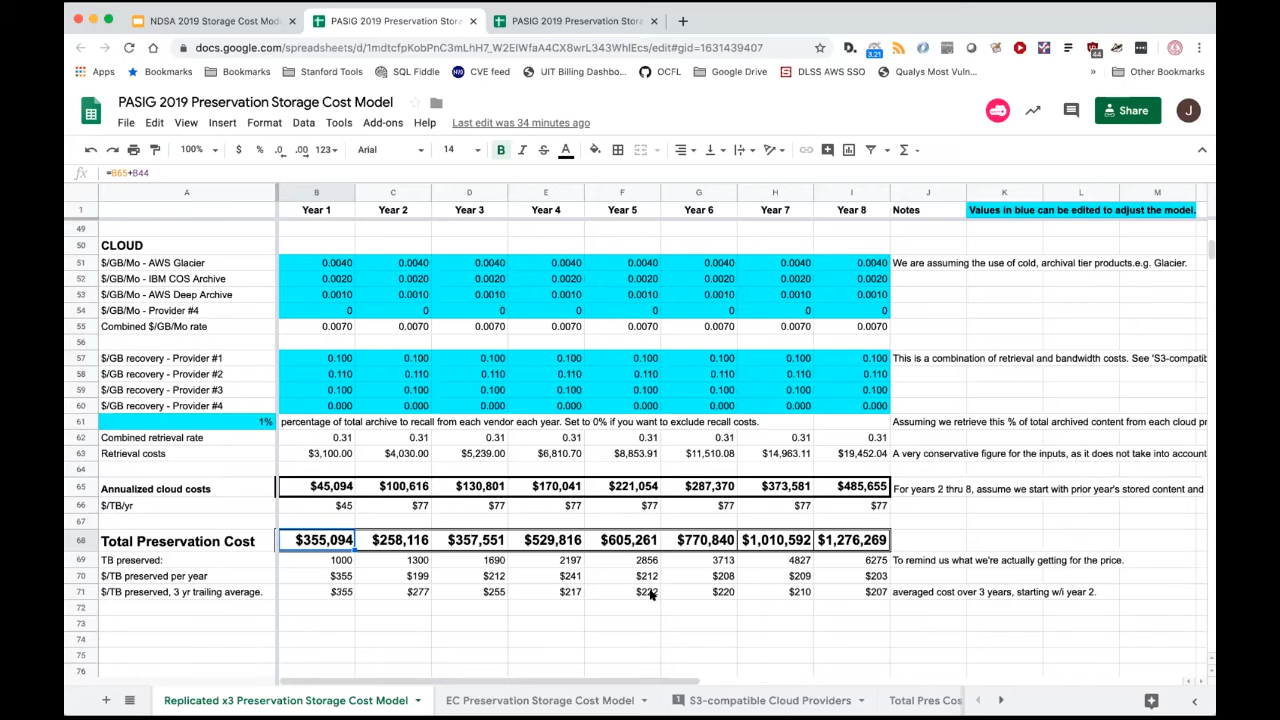 NDSA 2019 Storage Cost Mod
PASIG 2019 Preservation Stor
PASIG 2019 Preservation Stor
docs.google.com/spreadsheets/d/1mdtcfpKobPnC3mLhH7_W2EIWfaA4CX8wrL343WhIEcs/edit#gid=1631439407
3.21
44
Apps Bookmarks Bookmarks Stanford Tools SQL Fiddle CVE feed UIT Billing Dashbo... OCFL Google Drive DLSS AWS SSO Qualys Most Vuln... » Other Bookmarks
PASIG 2019 Preservation Storage Cost Model
Share
J
File Edit View Insert Format Data Tools Add-ons Help Last edit was 34 minutes ago
100% $ % .0 .00 123 Arial 14 B I S A Σ
fx =B65+B44
A B C D E F G H I J K L M
1 Year 1 Year 2 Year 3 Year 4 Year 5 Year 6 Year 7 Year 8 Notes Values in blue can be edited to adjust the model.
49
50 CLOUD
51 $/GB/Mo - AWS Glacier 0.0040 0.0040 0.0040 0.0040 0.0040 0.0040 0.0040 0.0040 We are assuming the use of cold, archival tier products.e.g. Glacier.
52 $/GB/Mo - IBM COS Archive 0.0020 0.0020 0.0020 0.0020 0.0020 0.0020 0.0020 0.0020
53 $/GB/Mo - AWS Deep Archive 0.0010 0.0010 0.0010 0.0010 0.0010 0.0010 0.0010 0.0010
54 $/GB/Mo - Provider #4 0 0 0 0 0 0 0 0
55 Combined $/GB/Mo rate 0.0070 0.0070 0.0070 0.0070 0.0070 0.0070 0.0070 0.0070
56
57 $/GB recovery - Provider #1 0.100 0.100 0.100 0.100 0.100 0.100 0.100 0.100 This is a combination of retrieval and bandwidth costs. See 'S3-compatib
58 $/GB recovery - Provider #2 0.110 0.110 0.110 0.110 0.110 0.110 0.110 0.110
59 $/GB recovery - Provider #3 0.100 0.100 0.100 0.100 0.100 0.100 0.100 0.100
60 $/GB recovery - Provider #4 0.000 0.000 0.000 0.000 0.000 0.000 0.000 0.000
61 1% percentage of total archive to recall from each vendor each year. Set to 0% if you want to exclude recall costs. Assuming we retrieve this % of total archived content from each cloud pr
62 Combined retrieval rate 0.31 0.31 0.31 0.31 0.31 0.31 0.31 0.31
63 Retrieval costs $3,100.00 $4,030.00 $5,239.00 $6,810.70 $8,853.91 $11,510.08 $14,963.11 $19,452.04 A very conservative figure for the inputs, as it does not take into account
64
65 Annualized cloud costs $45,094 $100,616 $130,801 $170,041 $221,054 $287,370 $373,581 $485,655 For years 2 thru 8, assume we start with prior year's stored content and
66 $/TB/yr $45 $77 $77 $77 $77 $77 $77 $77
67
68 Total Preservation Cost $355,094 $258,116 $357,551 $529,816 $605,261 $770,840 $1,010,592 $1,276,269
69 TB preserved: 1000 1300 1690 2197 2856 3713 4827 6275 To remind us what we're actually getting for the price.
70 $/TB preserved per year $355 $199 $212 $241 $212 $208 $209 $203
71 $/TB preserved, 3 yr trailing average. $355 $277 $255 $217 $220 $210 $207 averaged cost over 3 years, starting w/i year 2.
72
73
74
75
76
Replicated x3 Preservation Storage Cost Model EC Preservation Storage Cost Model S3-compatible Cloud Providers Total Pres Cos